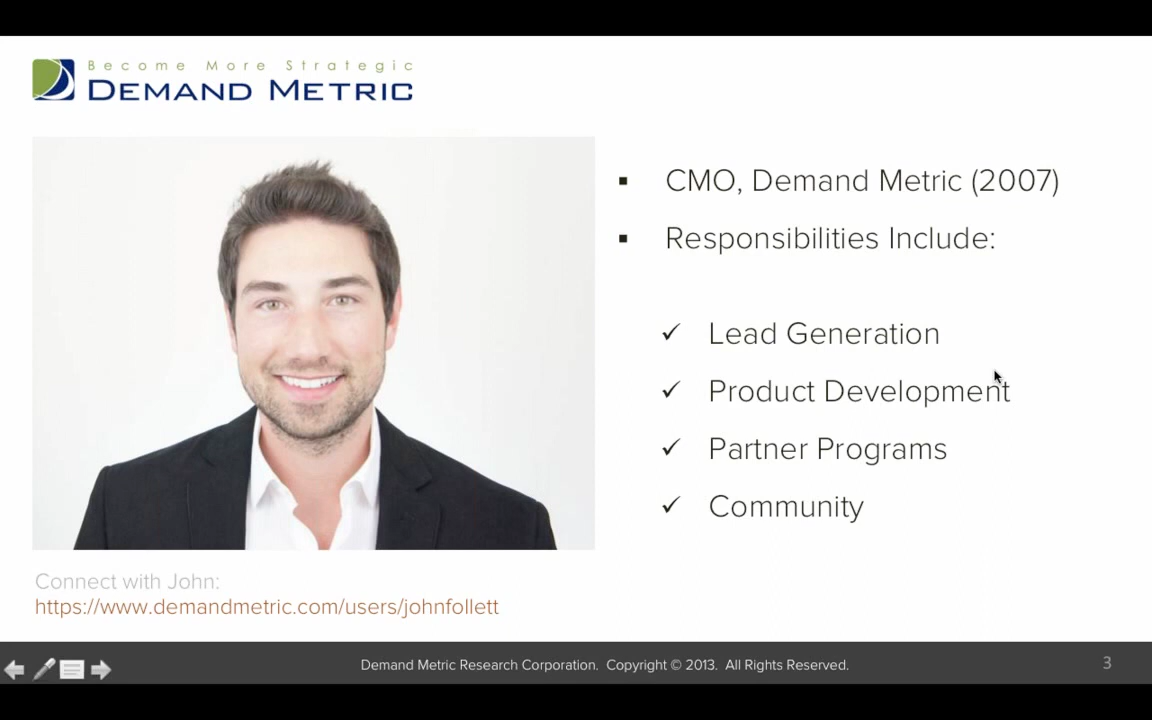 Become More Strategic
DEMAND METRIC
CMO, Demand Metric (2007)
Responsibilities Include:
Lead Generation
Product Development
Partner Programs
Community
Connect with John:
https://www.demandmetric.com/users/johnfollett
Demand Metric Research Corporation. Copyright © 2013. All Rights Reserved.
3